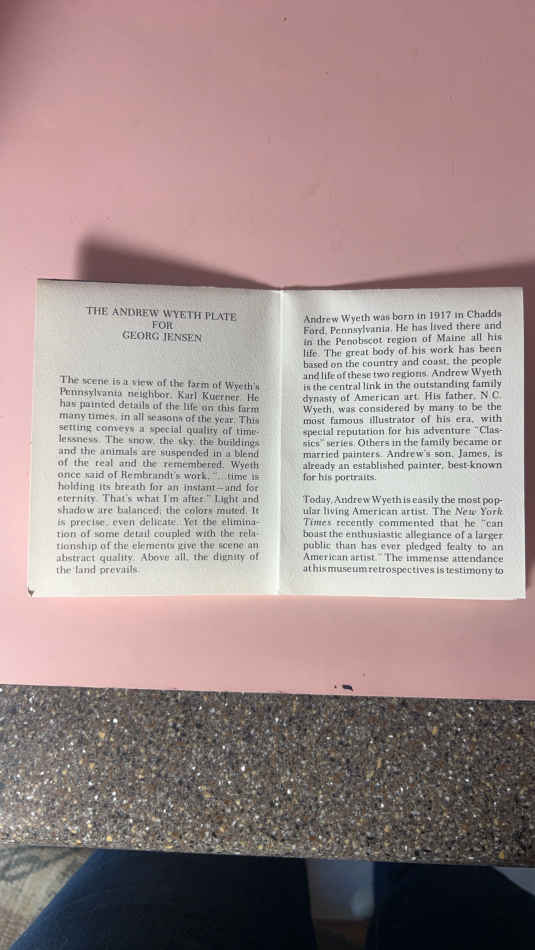 THE ANDREW WYETH PLATE
FOR
GEORG JENSEN
The scene is a view of the farm of Wyeth's
Pennsylvania neighbor, Karl Kuerner. He
has painted details of the life on this farm
many times, in all seasons of the year. This
setting conveys a special quality of time-
lessness. The snow, the sky, the buildings
and the animals are suspended in a blend
of the real and the remembered. Wyeth
once said of Rembrandt's work, "...time is
holding its breath for an instant—and for
eternity. That's what I'm after." Light and
shadow are balanced; the colors muted. It
is precise, even delicate. Yet the elimina-
tion of some detail coupled with the rela-
tionship of the elements give the scene an
abstract quality. Above all, the dignity of
the land prevails.
Andrew Wyeth was born in 1917 in Chadds
Ford, Pennsylvania. He has lived there and
in the Penobscot region of Maine all his
life. The great body of his work has been
based on the country and coast, the people
and life of these two regions. Andrew Wyeth
is the central link in the outstanding family
dynasty of American art. His father, N.C.
Wyeth, was considered by many to be the
most famous illustrator of his era, with
special reputation for his adventure "Clas-
sics" series. Others in the family became or
married painters. Andrew's son, James, is
already an established painter, best-known
for his portraits.
Today, Andrew Wyeth is easily the most pop-
ular living American artist. The New York
Times recently commented that he "can
boast the enthusiastic allegiance of a larger
public than has ever pledged fealty to an
American artist." The immense attendance
at his museum retrospectives is testimony to